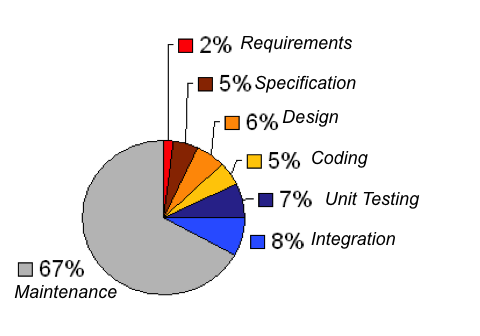 2% Requirements
5% Specification
6% Design
5% Coding
7% Unit Testing
8% Integration
67%
Maintenance